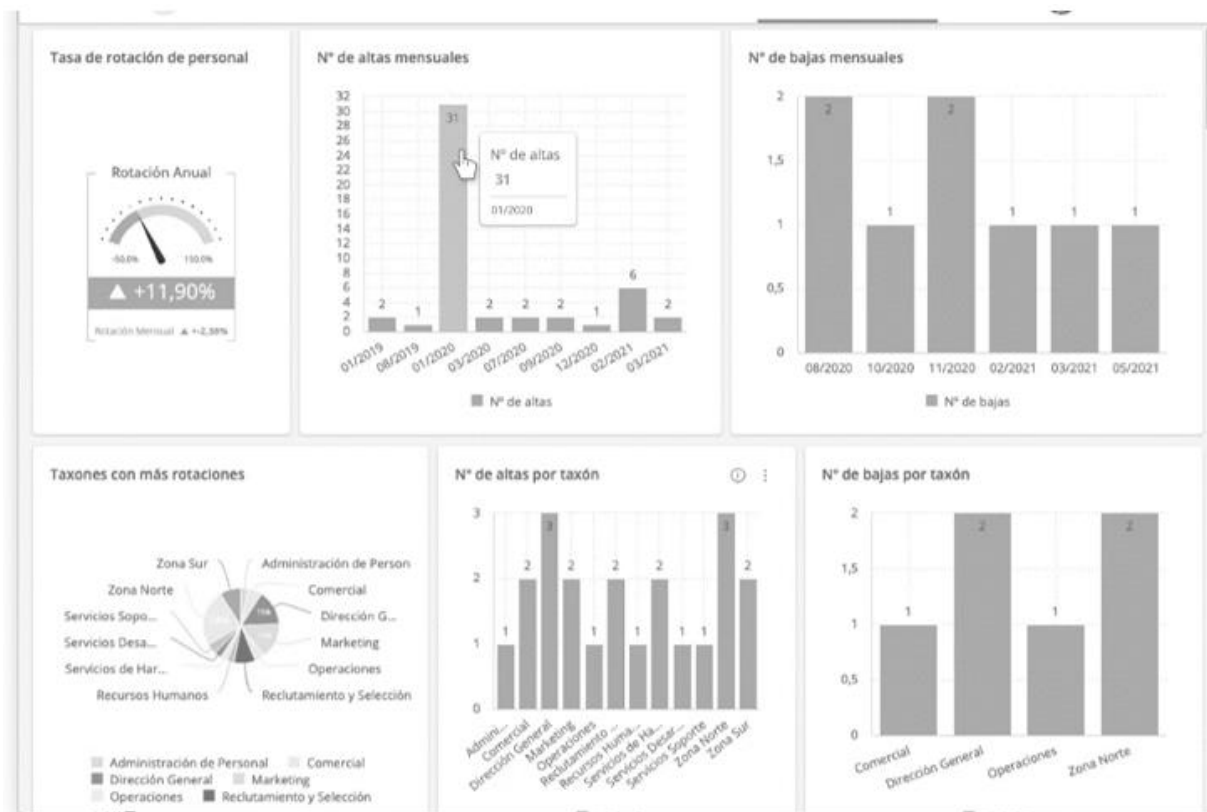 Tasa de rotación de personal
Rotación Anual
-50.0% 150.0%
▲ +11,90%
Rotación Mensual ▲ +-2,38%
Nº de altas mensuales
32
30
28
26
24
22
20
18
16
14
12
10
8
6
4
2
0
2 1 31 2 2 2 1 6 2
Nº de altas
31
01/2020
01/2019 08/2019 01/2020 03/2020 07/2020 09/2020 12/2020 02/2021 03/2021
Nº de altas
Nº de bajas mensuales
2
1,5
1
0,5
0
2 1 2 1 1 1
08/2020 10/2020 11/2020 02/2021 03/2021 05/2021
Nº de bajas
Taxones con más rotaciones
Zona Sur Administración de Person
Zona Norte Comercial
Servicios Sopo... Dirección G...
Servicios Desa... Marketing
Servicios de Har... Operaciones
Recursos Humanos Reclutamiento y Selección
Administración de Personal Comercial
Dirección General Marketing
Operaciones Reclutamiento y Selección
Nº de altas por taxón
3
2
1
0
1 2 3 2 1 2 1 2 1 1 3 2
Admini... Comercial Dirección General Marketing Operaciones Reclutamiento ... Recursos Huma... Servicios de Ha... Servicios Desar... Servicios Soporte Zona Norte Zona Sur
Nº de bajas por taxón
2
1,5
1
0,5
0
1 2 1 2
Comercial Dirección General Operaciones Zona Norte